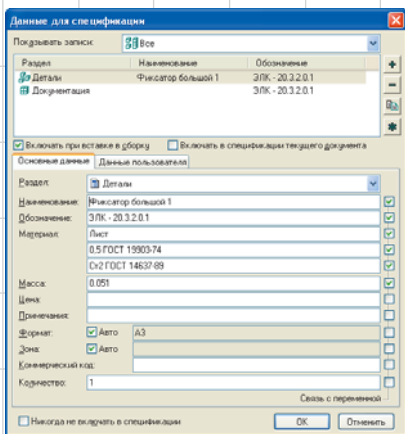 Данные для спецификации
Показывать записи: Все
Раздел Наименование Обозначение
Детали Фиксатор большой 1 ЭЛК - 20.3.2.0.1
Документация ЭЛК - 20.3.2.0.1
Включать при вставке в сборку Включать в спецификации текущего документа
Основные данные Данные пользователя
Раздел: Детали
Наименование: Фиксатор большой 1
Обозначение: ЭЛК - 20.3.2.0.1
Материал: Лист
0.5 ГОСТ 19903-74
Ст2 ГОСТ 14637-89
Масса: 0.051
Цена:
Примечания:
Формат: Авто А3
Зона: Авто
Коммерческий код:
Количество: 1
Связь с переменной
Никогда не включать в спецификации OK Отменить